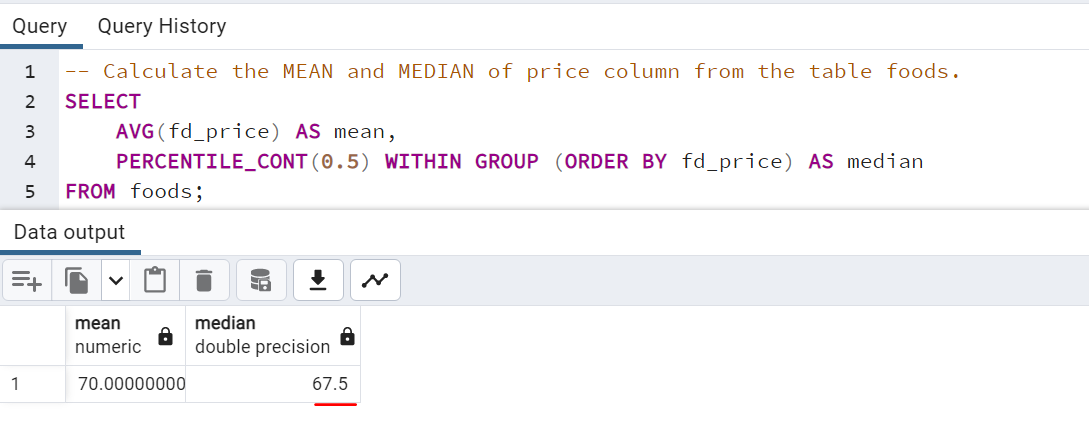 Query Query History
1 -- Calculate the MEAN and MEDIAN of price column from the table foods.
2 SELECT
3 AVG(fd_price) AS mean,
4 PERCENTILE_CONT(0.5) WITHIN GROUP (ORDER BY fd_price) AS median
5 FROM foods;
Data output
mean median
numeric double precision
1 70.00000000 67.5